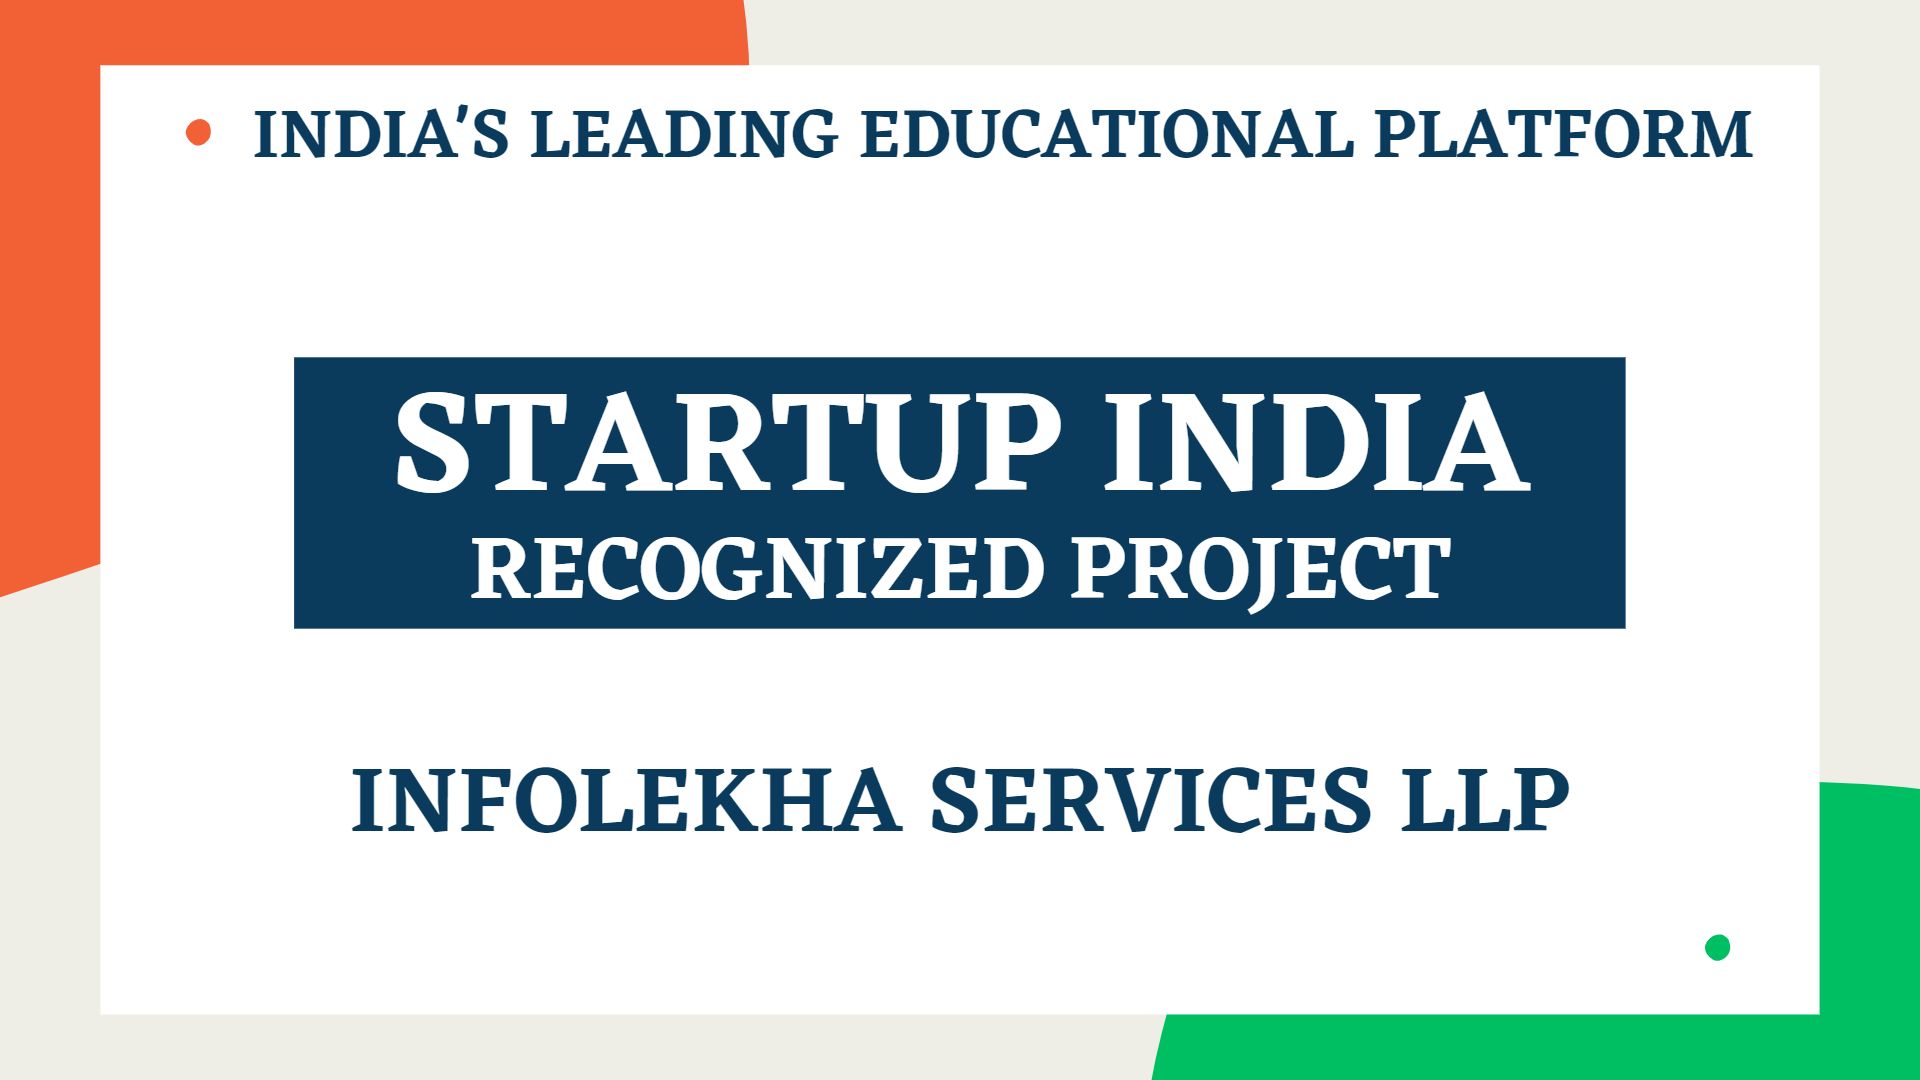 INDIA'S LEADING EDUCATIONAL PLATFORM
STARTUP INDIA
RECOGNIZED PROJECT
INFOLEKHA SERVICES LLP